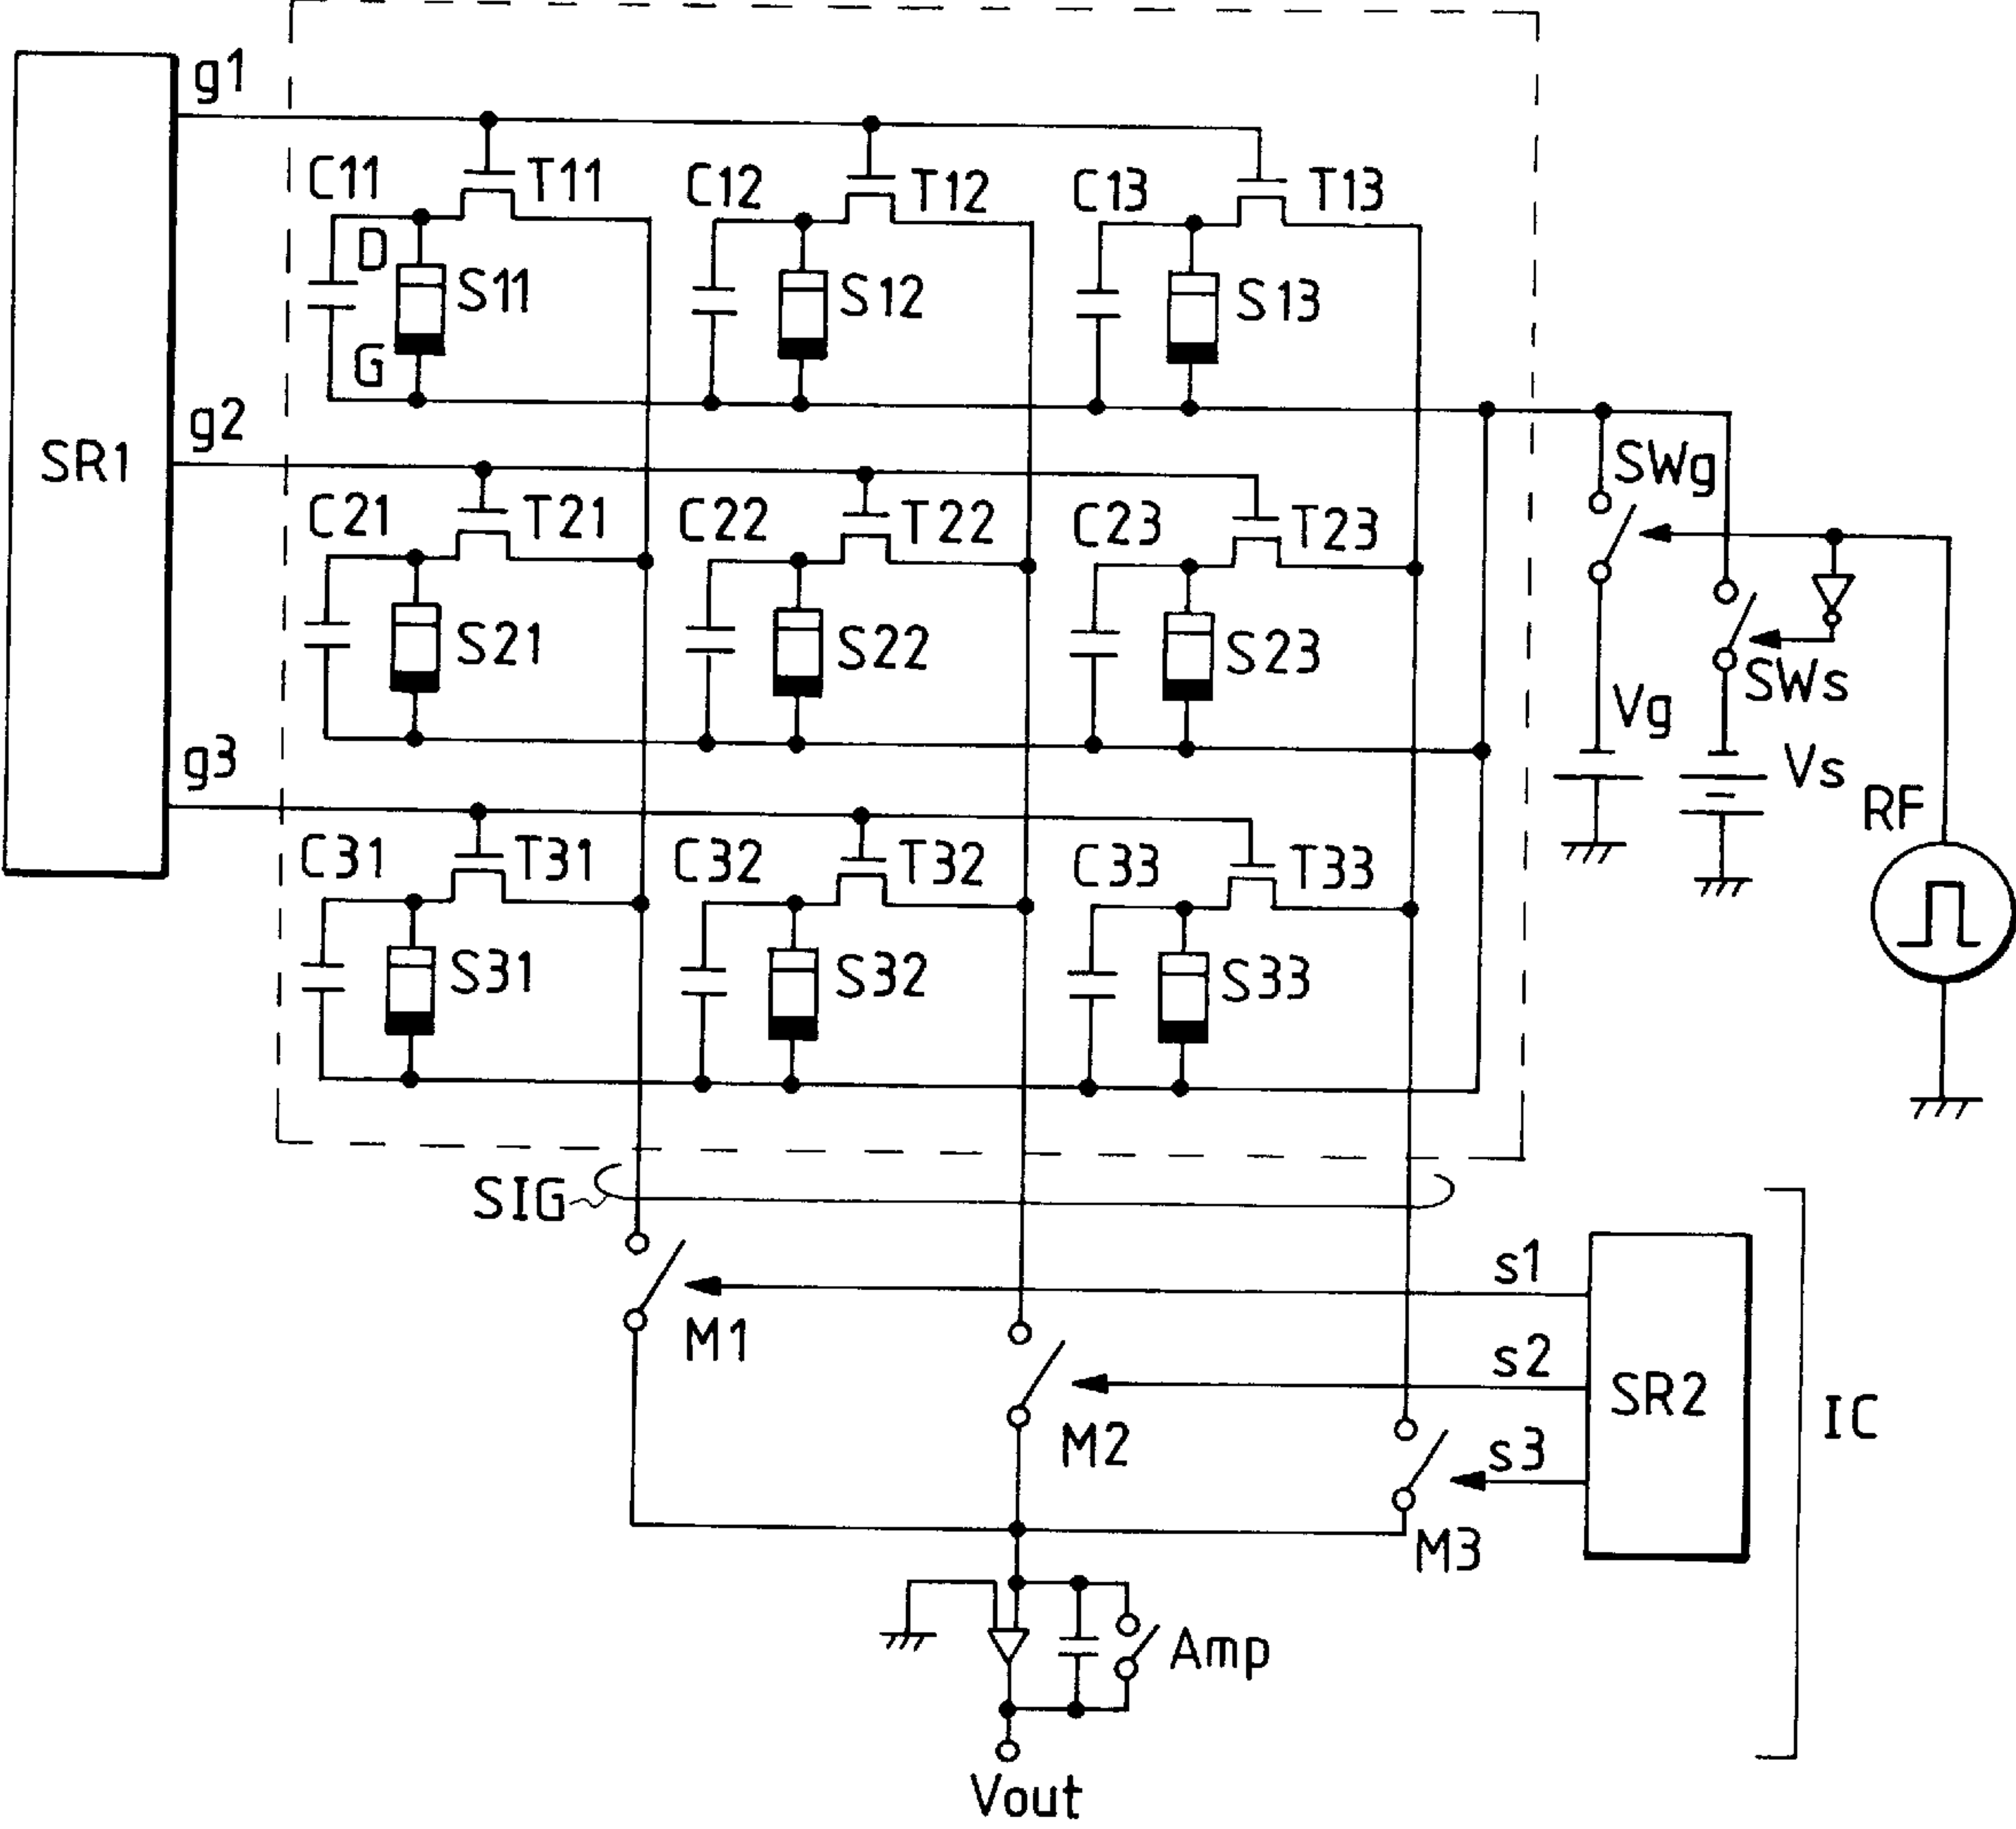 g1
C11
T11
C12
T12
C13
T13
D
S11
S12
S13
G
g2
SR1
SWg
C21
T21
C22
T22
C23
T23
S21
S22
S23
SWs
Vg
g3
Vs
RF
C31
T31
C32
T32
C33
T33
S31
S32
S33
SIG
s1
M1
s2
SR2
IC
M2
s3
M3
Amp
Vout